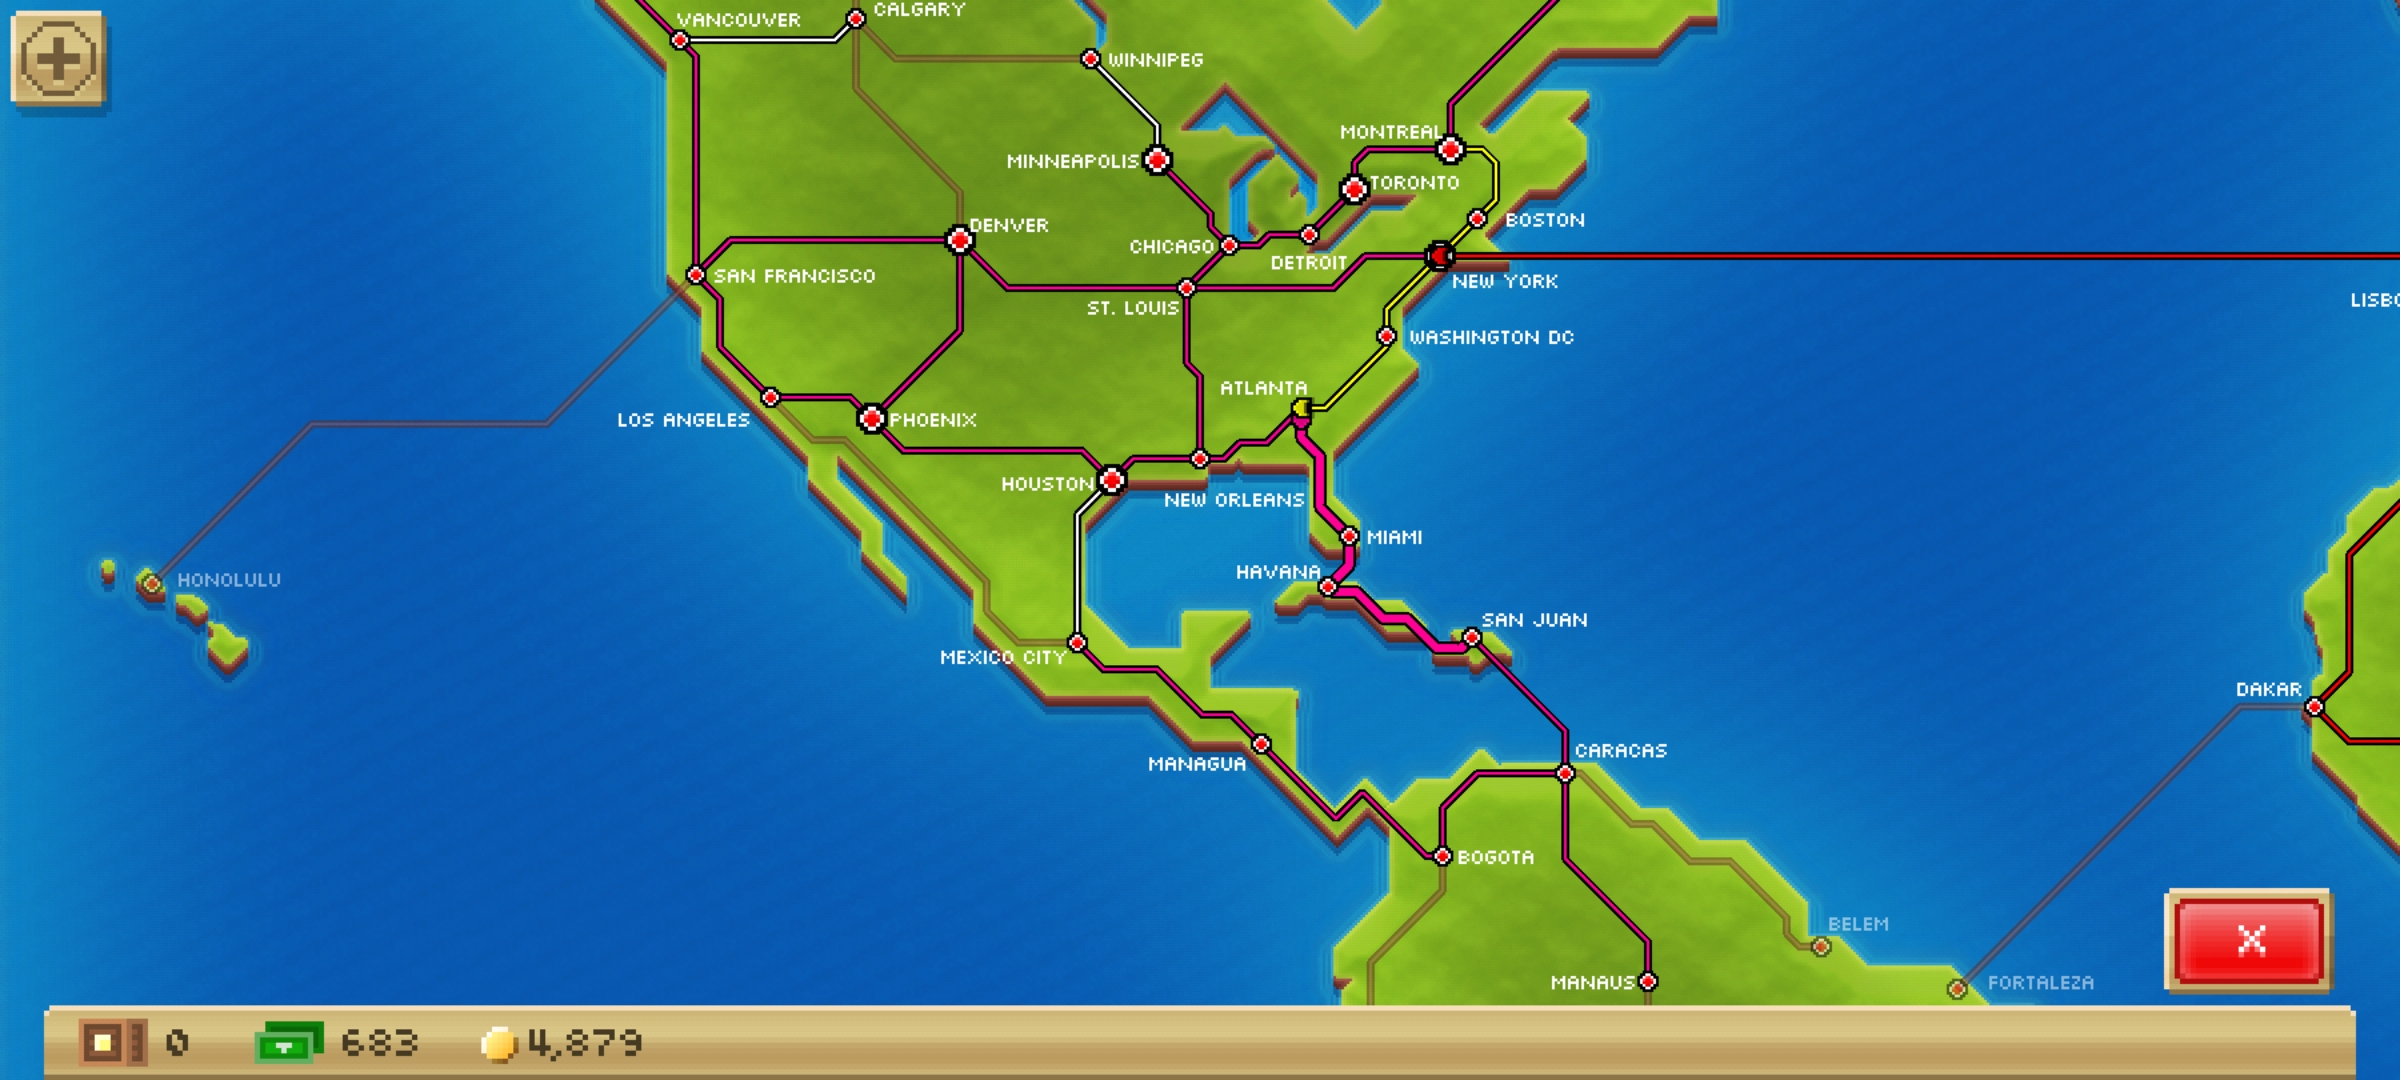 CALGARY
VANCOUVER
WINNIPEG
MONTREAL
MINNEAPOLIS
TORONTO
BOSTON
DENVER
CHICAGO
DETROIT
SAN FRANCISCO
NEW YORK
LISBO
ST. LOUIS
WASHINGTON DC
ATLANTA
LOS ANGELES
PHOENIX
HOUSTON
NEW ORLEANS
MIAMI
HAVANA
HONOLULU
SAN JUAN
MEXICO CITY
DAKAR
CARACAS
MANAGUA
BOGOTA
BELEM
MANAUS
FORTALEZA
X
0 683 4,879